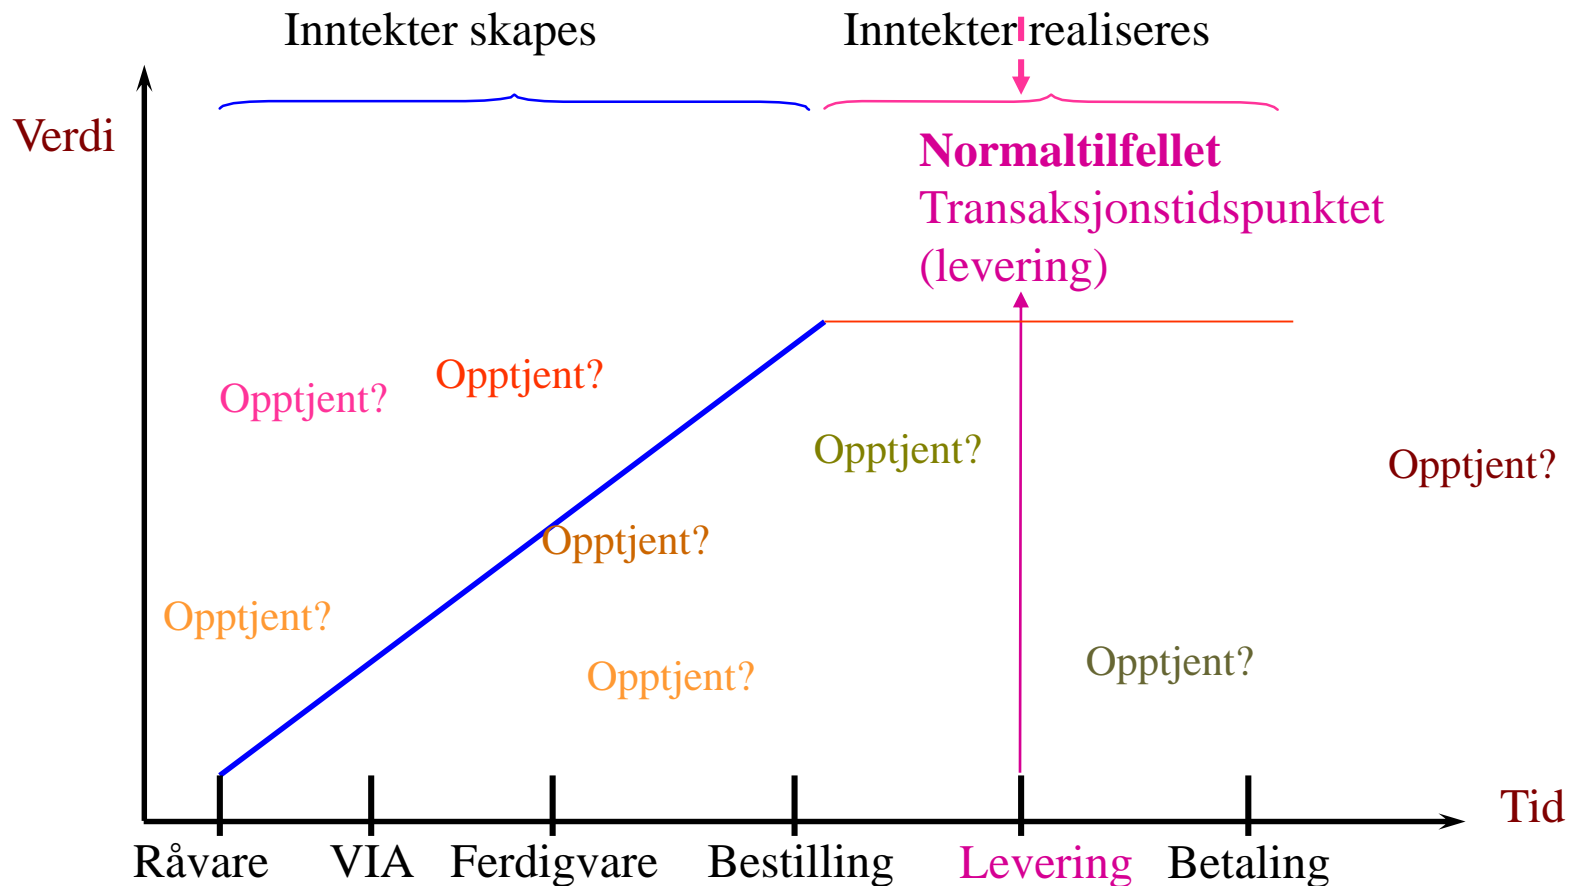 Inntekter skapes
Inntekter realiseres
Verdi
Normaltilfellet
Transaksjonstidspunktet
(levering)
Opptjent?
Opptjent?
Opptjent?
Opptjent?
Opptjent?
Opptjent?
Opptjent?
Opptjent?
Tid
Råvare
VIA
Ferdigvare
Bestilling
Levering
Betaling